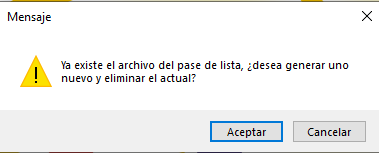 Mensaje
Ya existe el archivo del pase de lista, ¿desea generar uno
nuevo y eliminar el actual?
Aceptar
Cancelar